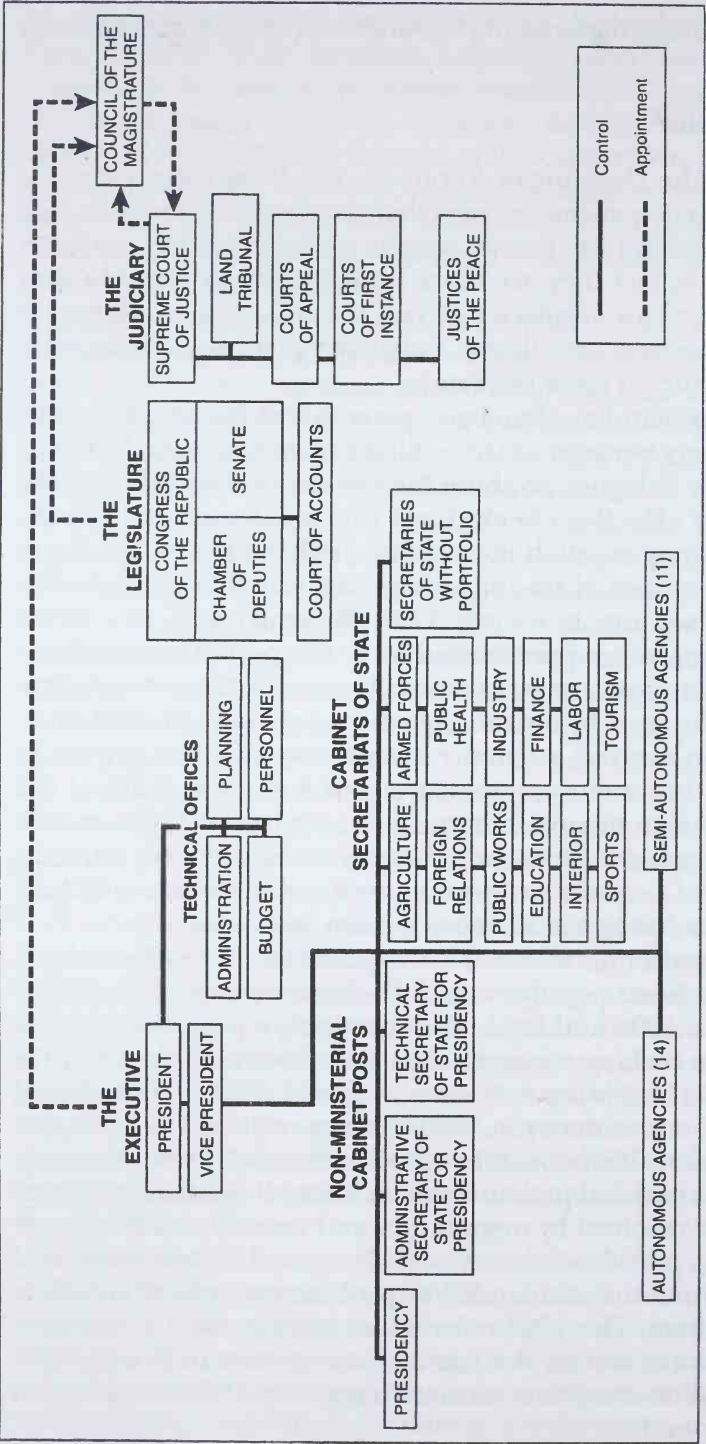 THE
EXECUTIVE
PRESIDENT
VICE PRESIDENT
TECHNICAL OFFICES
ADMINISTRATION
PLANNING
BUDGET
PERSONNEL
THE
LEGISLATURE
CONGRESS
OF THE REPUBLIC
CHAMBER
OF
DEPUTIES
SENATE
COURT OF ACCOUNTS
THE
JUDICIARY
SUPREME COURT
OF JUSTICE
LAND
TRIBUNAL
COURTS
OF APPEAL
COURTS
OF FIRST
INSTANCE
JUSTICES
OF THE PEACE
COUNCIL OF THE
MAGISTRATURE
NON-MINISTERIAL
CABINET POSTS
PRESIDENCY
ADMINISTRATIVE
SECRETARY OF
STATE FOR
PRESIDENCY
TECHNICAL
SECRETARY
OF STATE FOR
PRESIDENCY
CABINET
SECRETARIATS OF STATE
AGRICULTURE
ARMED FORCES
FOREIGN
RELATIONS
PUBLIC
HEALTH
PUBLIC WORKS
INDUSTRY
EDUCATION
FINANCE
INTERIOR
LABOR
SPORTS
TOURISM
SECRETARIES
OF STATE
WITHOUT
PORTFOLIO
AUTONOMOUS AGENCIES (14)
SEMI-AUTONOMOUS AGENCIES (11)
Control
Appointment